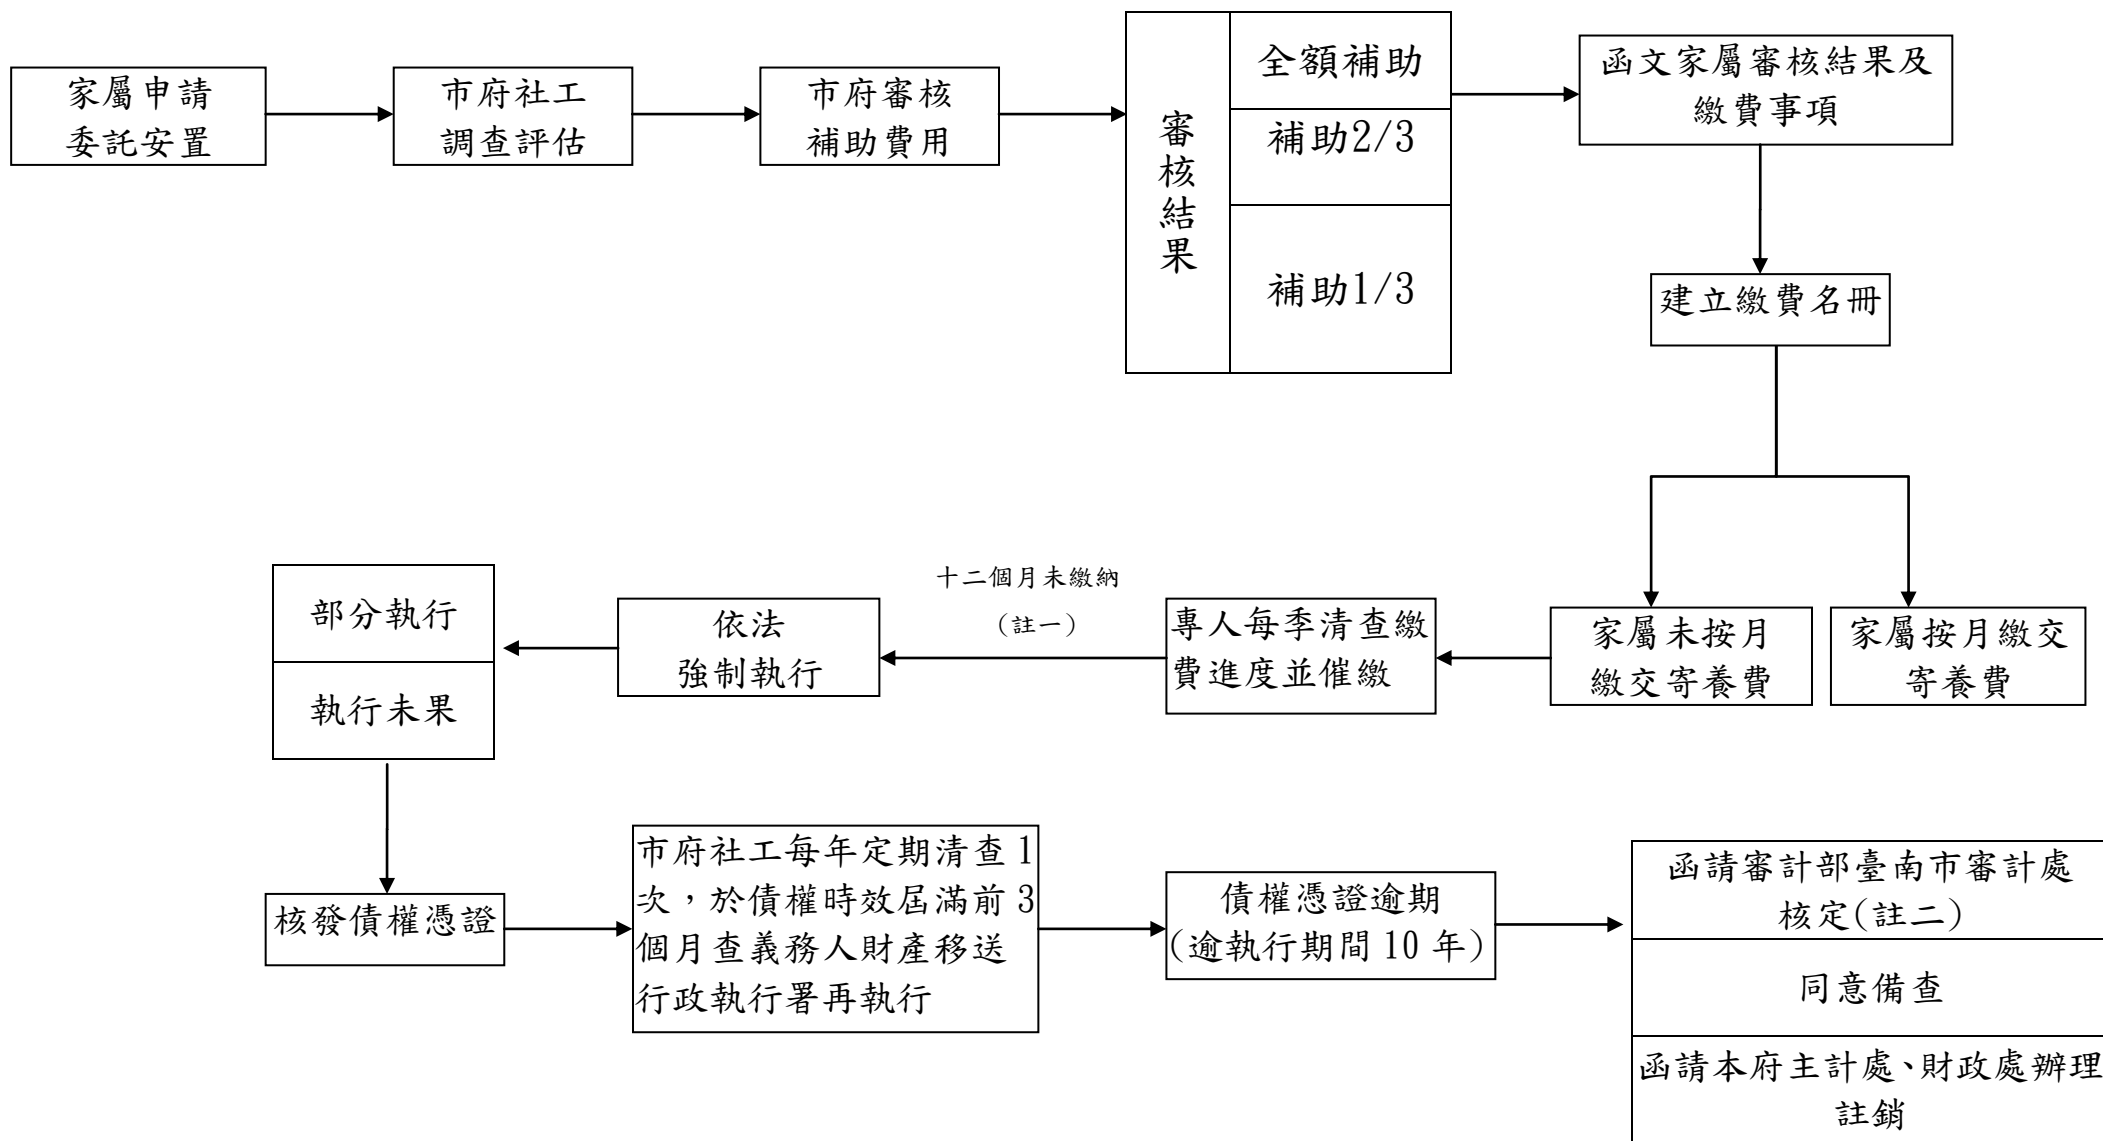 家屬申請
委託安置
市府社工
調查評估
市府審核
補助費用
審核結果
全額補助
補助2/3
補助1/3
函文家屬審核結果及
繳費事項
建立繳費名冊
家屬按月繳交
寄養費
家屬未按月
繳交寄養費
專人每季清查繳
費進度並催繳
十二個月未繳納
(註一)
依法
強制執行
部分執行
執行未果
核發債權憑證
市府社工每年定期清查1
次，於債權時效屆滿前3
個月查義務人財產移送
行政執行署再執行
債權憑證逾期
(逾執行期間10年)
函請審計部臺南市審計處
核定(註二)
同意備查
函請本府主計處、財政處辦理
註銷